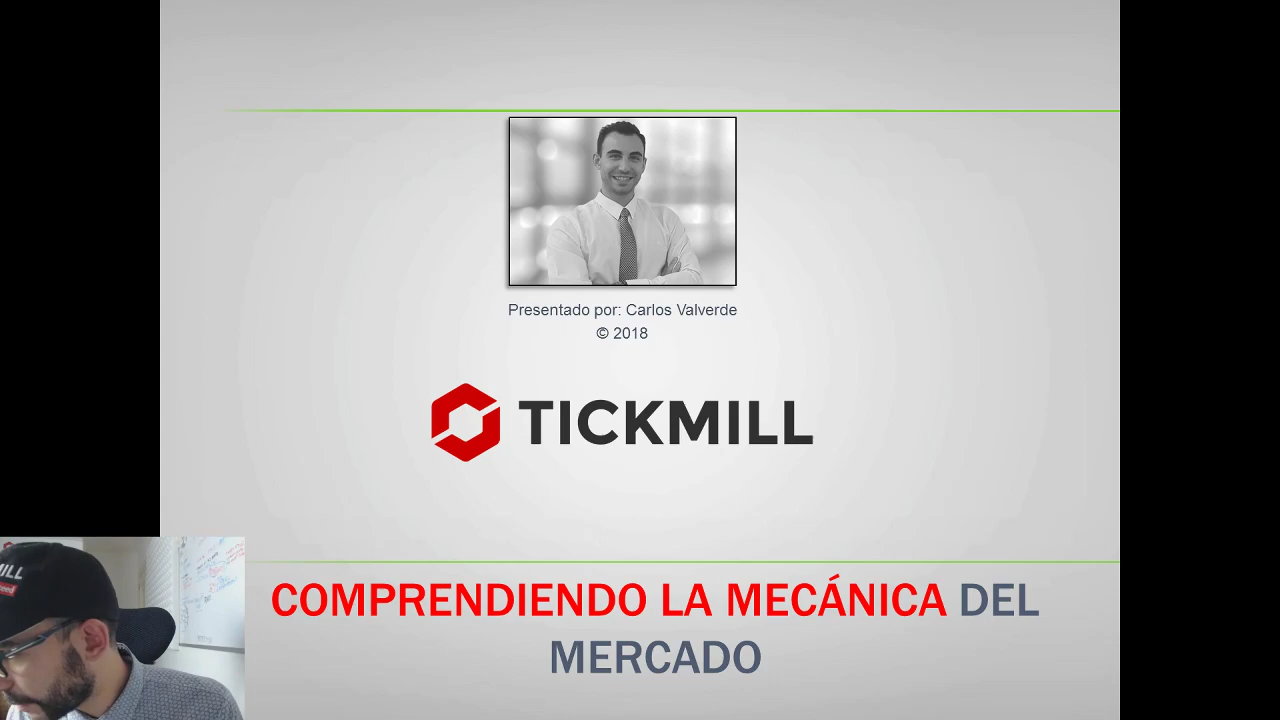 Presentado por: Carlos Valverde
© 2018
TICKMILL
COMPRENDIENDO LA MECÁNICA DEL
MERCADO